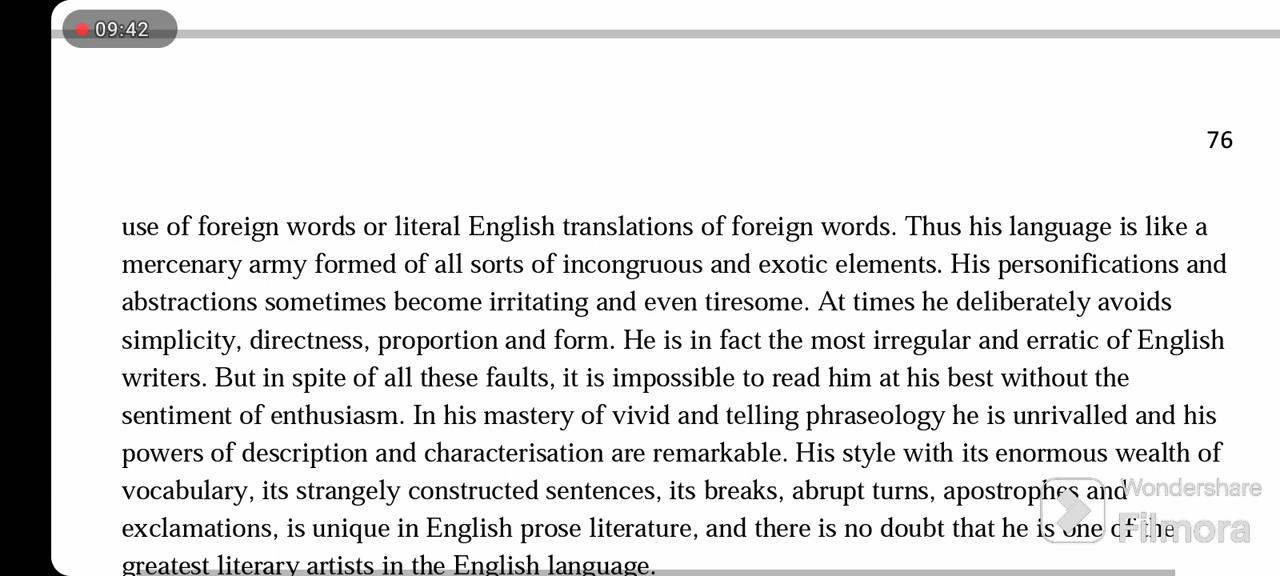 09:42
76
use of foreign words or literal English translations of foreign words. Thus his language is like a
mercenary army formed of all sorts of incongruous and exotic elements. His personifications and
abstractions sometimes become irritating and even tiresome. At times he deliberately avoids
simplicity, directness, proportion and form. He is in fact the most irregular and erratic of English
writers. But in spite of all these faults, it is impossible to read him at his best without the
sentiment of enthusiasm. In his mastery of vivid and telling phraseology he is unrivalled and his
powers of description and characterisation are remarkable. His style with its enormous wealth of
vocabulary, its strangely constructed sentences, its breaks, abrupt turns, apostrophes and
exclamations, is unique in English prose literature, and there is no doubt that he is one of the
greatest literary artists in the English language.
Wondershare
Filmora